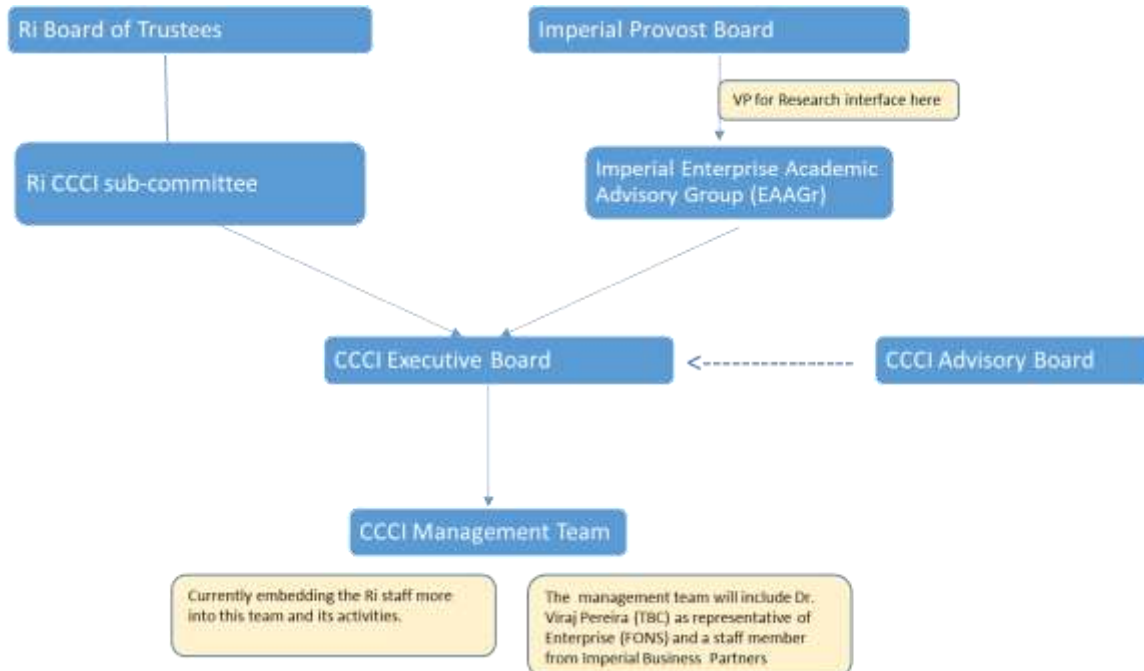 Ri Board of Trustees
Imperial Provost Board
VP for Research interface here
Ri CCCI sub-committee
Imperial Enterprise Academic
Advisory Group (EAAGr)
CCCI Executive Board
CCCI Advisory Board
CCCI Management Team
Currently embedding the Ri staff more
into this team and its activities.
The management team will include Dr.
Viraj Pereira (TBC) as representative of
Enterprise (FONS) and a staff member
from Imperial Business Partners